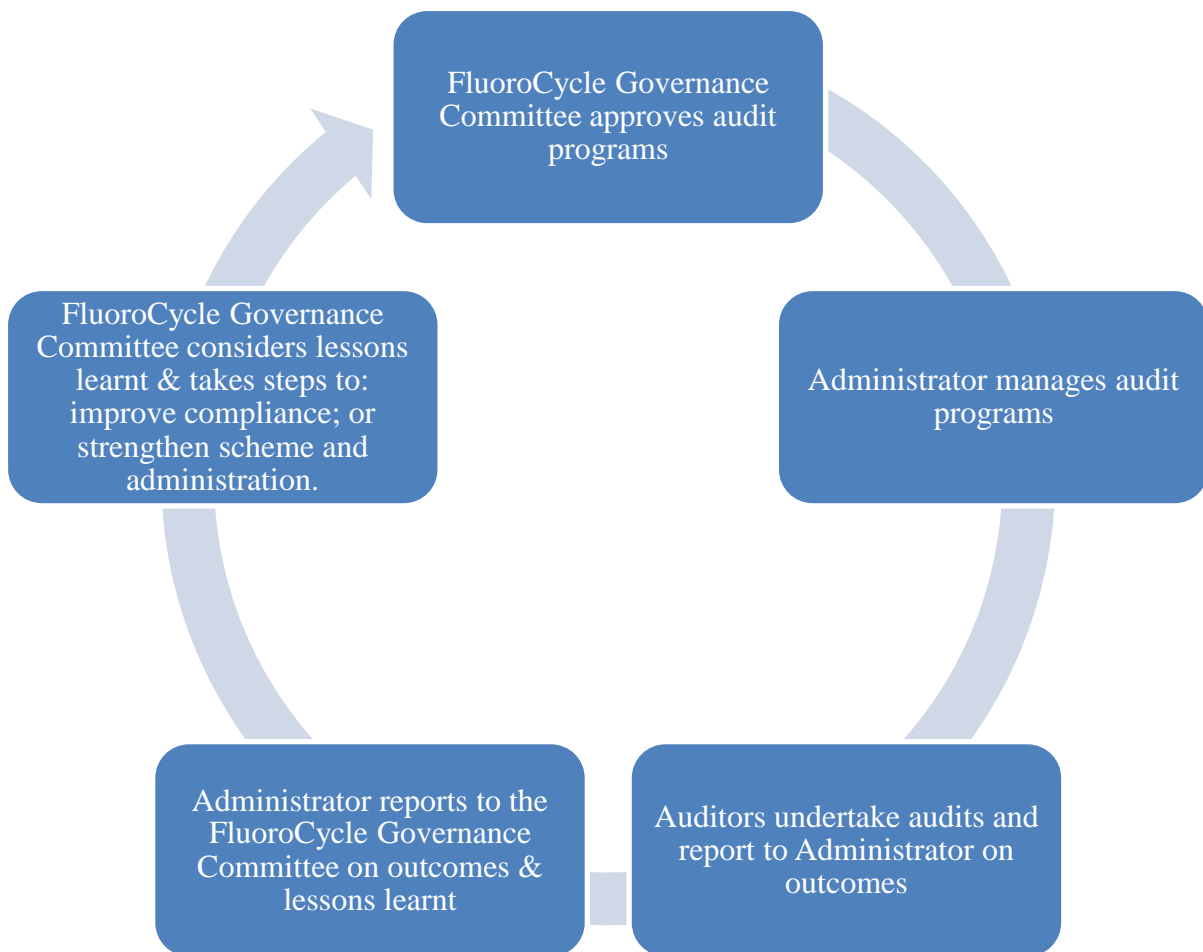 FluoroCycle Governance
Committee approves audit
programs
Administrator manages audit
programs
Auditors undertake audits and
report to Administrator on
outcomes
Administrator reports to the
FluoroCycle Governance
Committee on outcomes &
lessons learnt
FluoroCycle Governance
Committee considers lessons
learnt & takes steps to:
improve compliance; or
strengthen scheme and
administration.